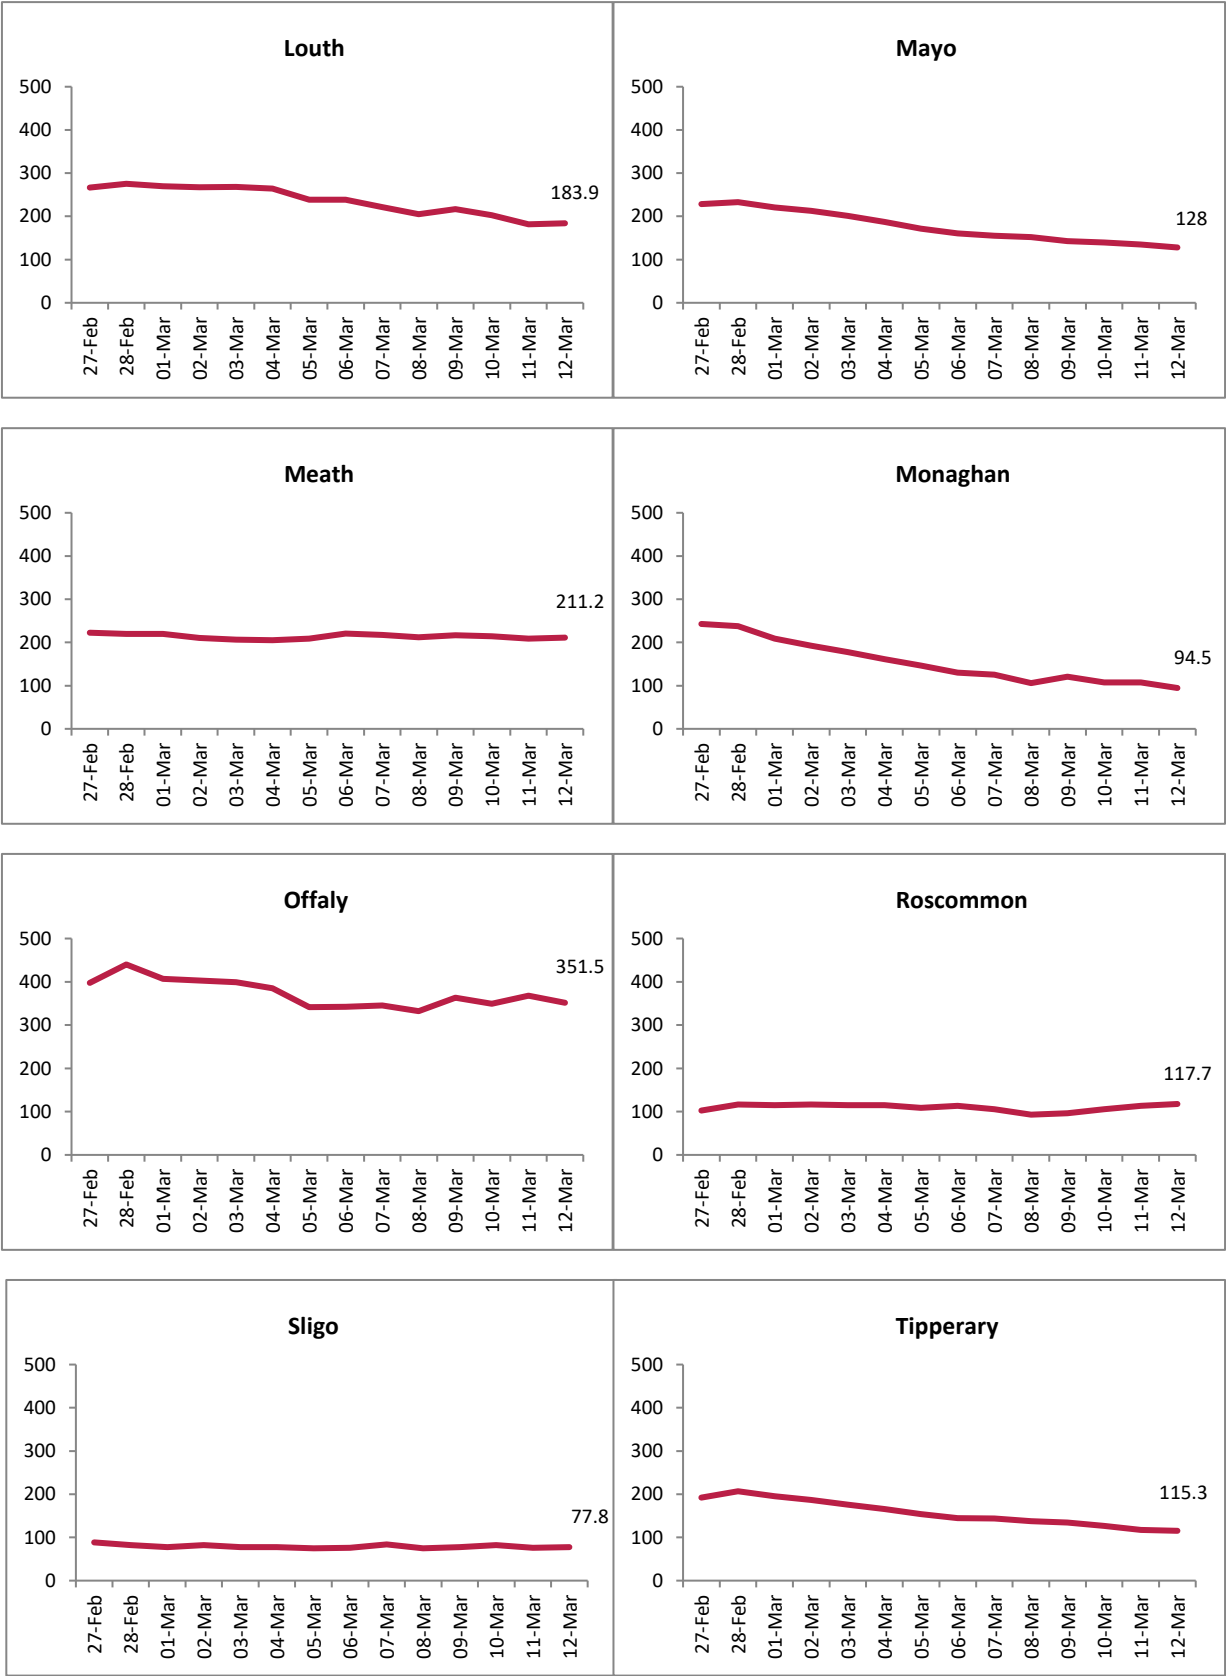 Louth
500
400
300
200
100
0
183.9
27-Feb
28-Feb
01-Mar
02-Mar
03-Mar
04-Mar
05-Mar
06-Mar
07-Mar
08-Mar
09-Mar
10-Mar
11-Mar
12-Mar
Mayo
500
400
300
200
100
0
128
27-Feb
28-Feb
01-Mar
02-Mar
03-Mar
04-Mar
05-Mar
06-Mar
07-Mar
08-Mar
09-Mar
10-Mar
11-Mar
12-Mar
Meath
500
400
300
200
100
0
211.2
27-Feb
28-Feb
01-Mar
02-Mar
03-Mar
04-Mar
05-Mar
06-Mar
07-Mar
08-Mar
09-Mar
10-Mar
11-Mar
12-Mar
Monaghan
500
400
300
200
100
0
94.5
27-Feb
28-Feb
01-Mar
02-Mar
03-Mar
04-Mar
05-Mar
06-Mar
07-Mar
08-Mar
09-Mar
10-Mar
11-Mar
12-Mar
Offaly
500
400
300
200
100
0
351.5
27-Feb
28-Feb
01-Mar
02-Mar
03-Mar
04-Mar
05-Mar
06-Mar
07-Mar
08-Mar
09-Mar
10-Mar
11-Mar
12-Mar
Roscommon
500
400
300
200
100
0
117.7
27-Feb
28-Feb
01-Mar
02-Mar
03-Mar
04-Mar
05-Mar
06-Mar
07-Mar
08-Mar
09-Mar
10-Mar
11-Mar
12-Mar
Sligo
500
400
300
200
100
0
77.8
27-Feb
28-Feb
01-Mar
02-Mar
03-Mar
04-Mar
05-Mar
06-Mar
07-Mar
08-Mar
09-Mar
10-Mar
11-Mar
12-Mar
Tipperary
500
400
300
200
100
0
115.3
27-Feb
28-Feb
01-Mar
02-Mar
03-Mar
04-Mar
05-Mar
06-Mar
07-Mar
08-Mar
09-Mar
10-Mar
11-Mar
12-Mar